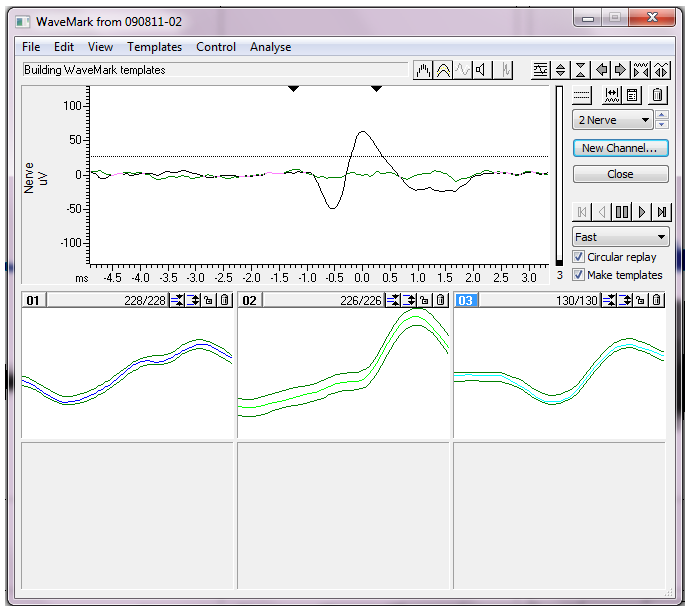 WaveMark from 090811-02
File Edit View Templates Control Analyse
Building WaveMark templates
2 Nerve
New Channel...
Close
Fast
Circular replay
Make templates
100
50
0
-50
-100
Nerve
uV
ms -4.5 -4.0 -3.5 -3.0 -2.5 -2.0 -1.5 -1.0 -0.5 0.0 0.5 1.0 1.5 2.0 2.5 3.0
3
01 228/228
02 226/226
03 130/130